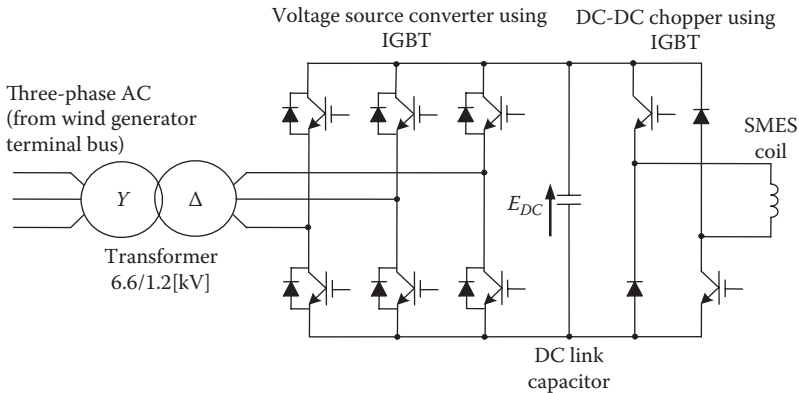 Voltage source converter using
IGBT
DC-DC chopper using
IGBT
Three-phase AC
(from wind generator
terminal bus)
SMES
coil
Y
Δ
E_DC
Transformer
6.6/1.2[kV]
DC link
capacitor